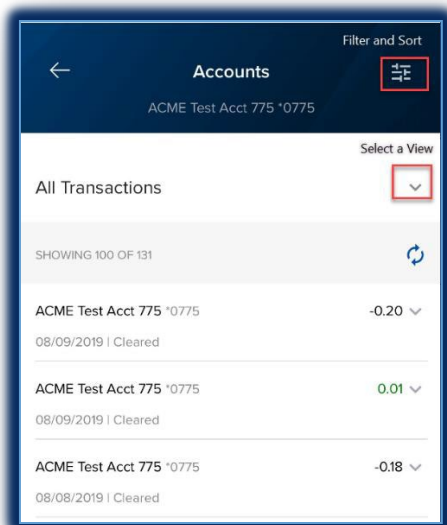 Filter and Sort
Accounts
ACME Test Acct 775 *0775
Select a View
All Transactions
SHOWING 100 OF 131
ACME Test Acct 775 *0775 -0.20
08/09/2019 | Cleared
ACME Test Acct 775 *0775 0.01
08/09/2019 | Cleared
ACME Test Acct 775 *0775 -0.18
08/08/2019 | Cleared